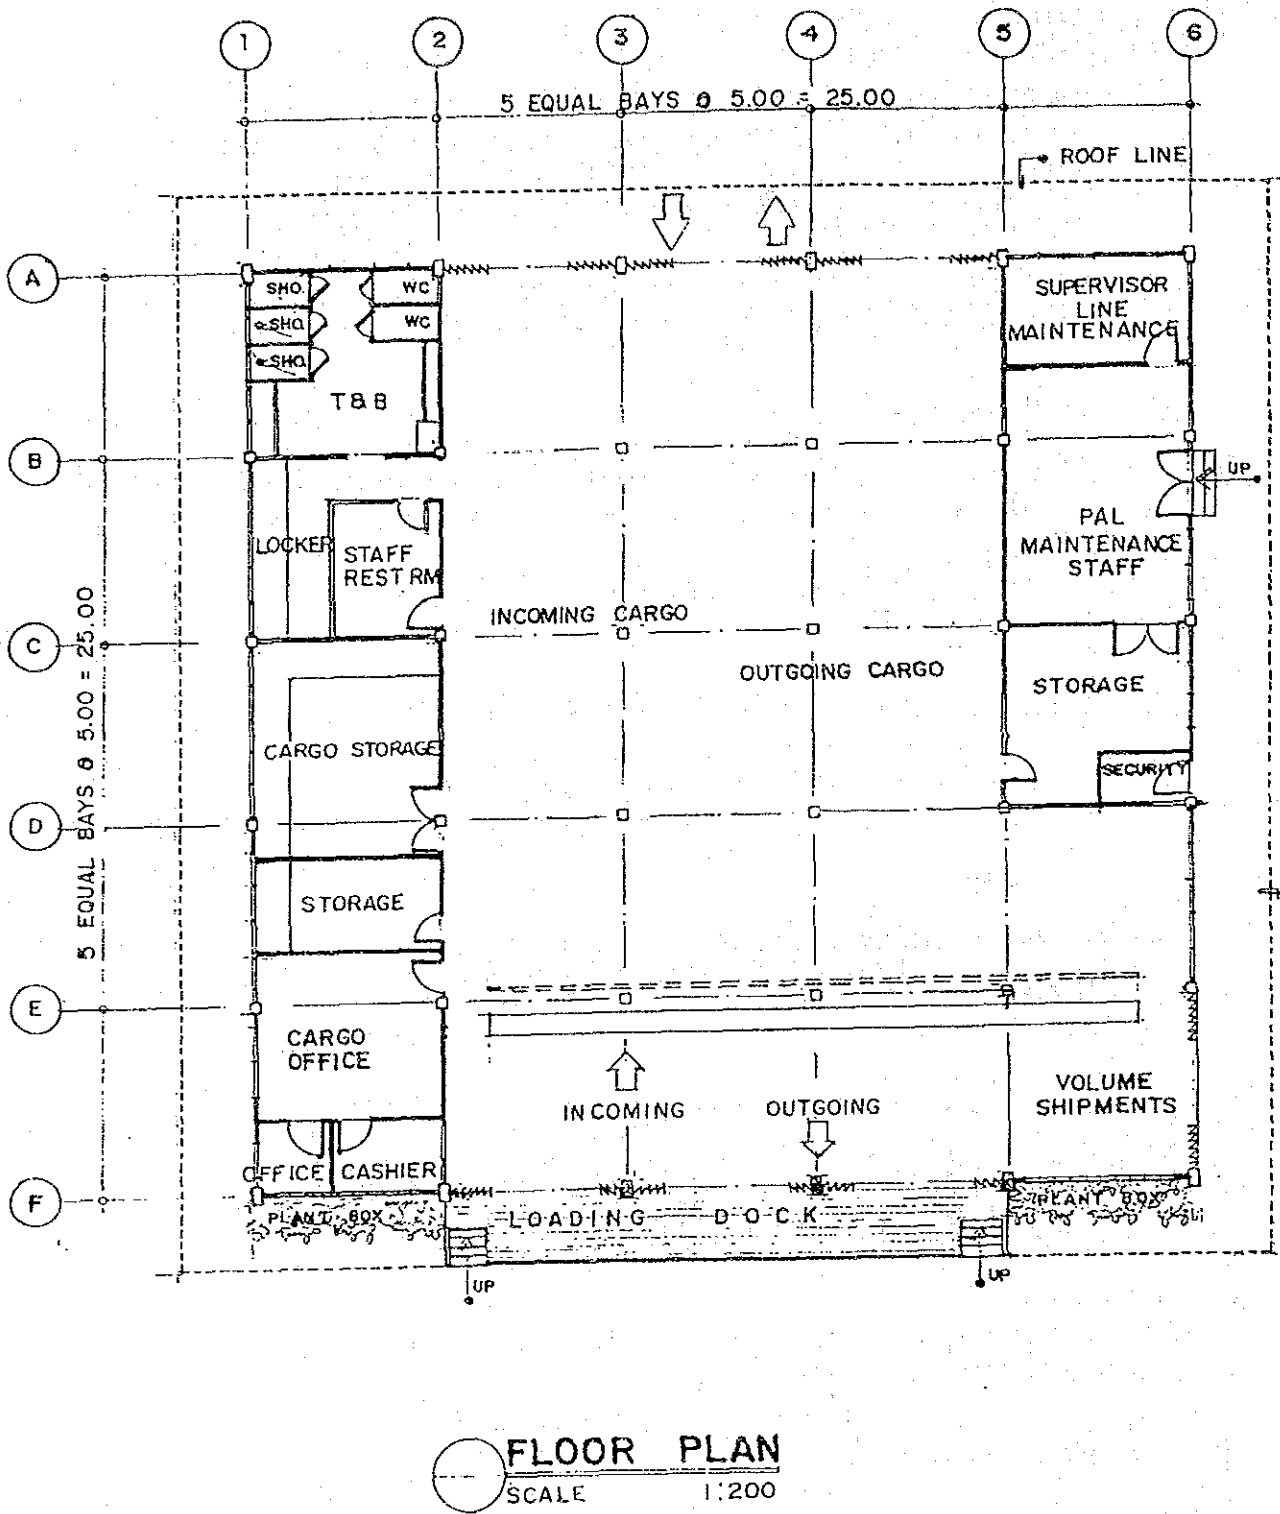 1 2 3 4 5 6
5 EQUAL BAYS @ 5.00 = 25.00
ROOF LINE
A
SHO.
WC
SUPERVISOR
LINE
MAINTENANCE
SHO.
WC
SHO.
T & B
B
UP
PAL
MAINTENANCE
STAFF
LOCKER
STAFF
REST RM
INCOMING CARGO
C
5 EQUAL BAYS @ 5.00 = 25.00
OUTGOING CARGO
STORAGE
CARGO STORAGE
SECURITY
D
STORAGE
E
CARGO
OFFICE
VOLUME
SHIPMENTS
INCOMING
OUTGOING
OFFICE
CASHIER
F
PLANT BOX
LOADING DOCK
PLANT BOX
UP
UP
FLOOR PLAN
SCALE 1:200